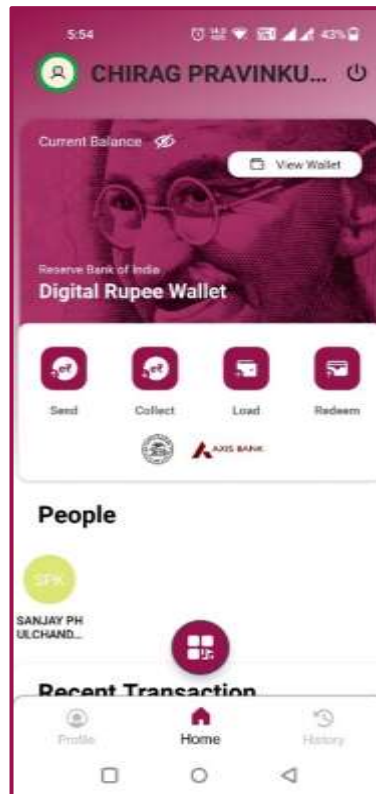 5:54
43%
CHIRAG PRAVINKU...
Current Balance
View Wallet
Reserve Bank of India
Digital Rupee Wallet
e₹ e₹
Send Collect Load Redeem
AXIS BANK
People
SPK
SANJAY PH
ULCHAND...
Recent Transaction
Profile Home History